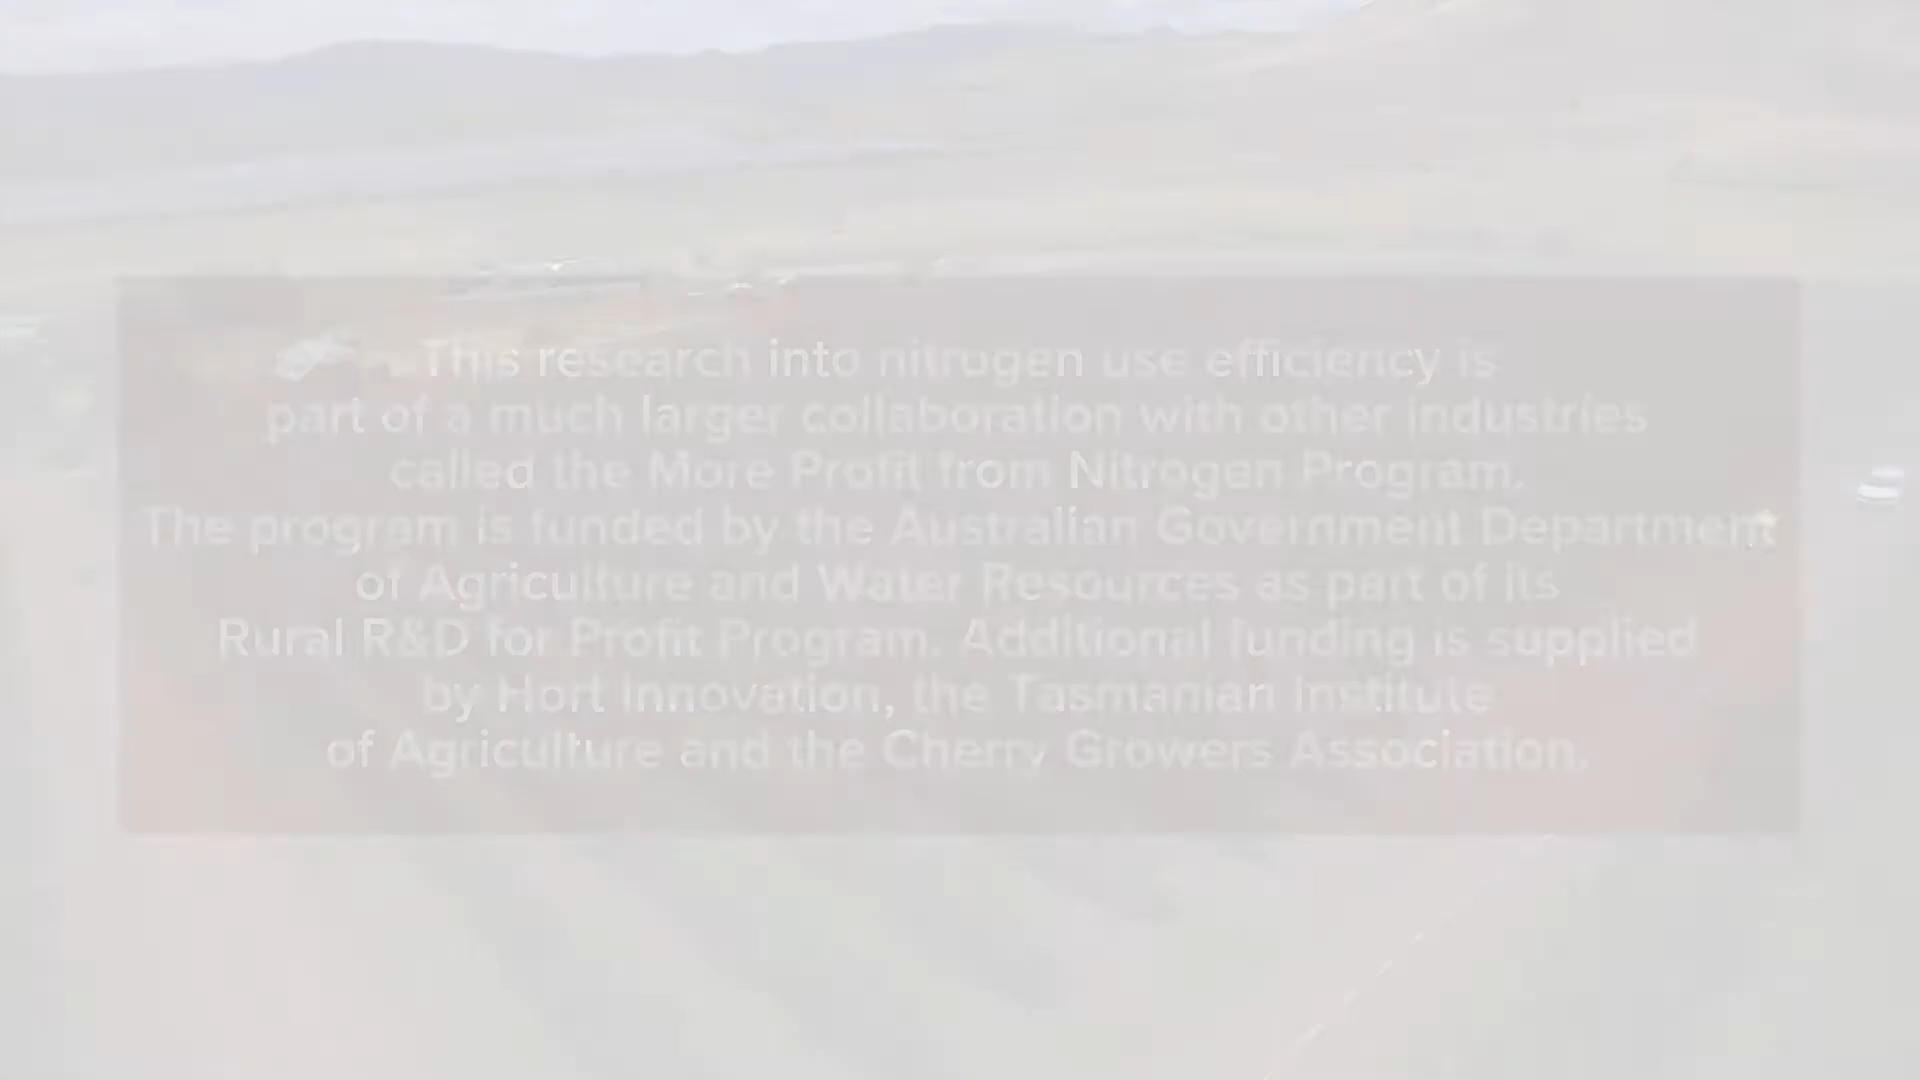 This research into nitrogen use efficiency is
part of a much larger collaboration with other industries
called the More Profit from Nitrogen Program.
The program is funded by the Australian Government Department
of Agriculture and Water Resources as part of its
Rural R&D for Profit Program. Additional funding is supplied
by Hort Innovation, the Tasmanian Institute
of Agriculture and the Cherry Growers Association.